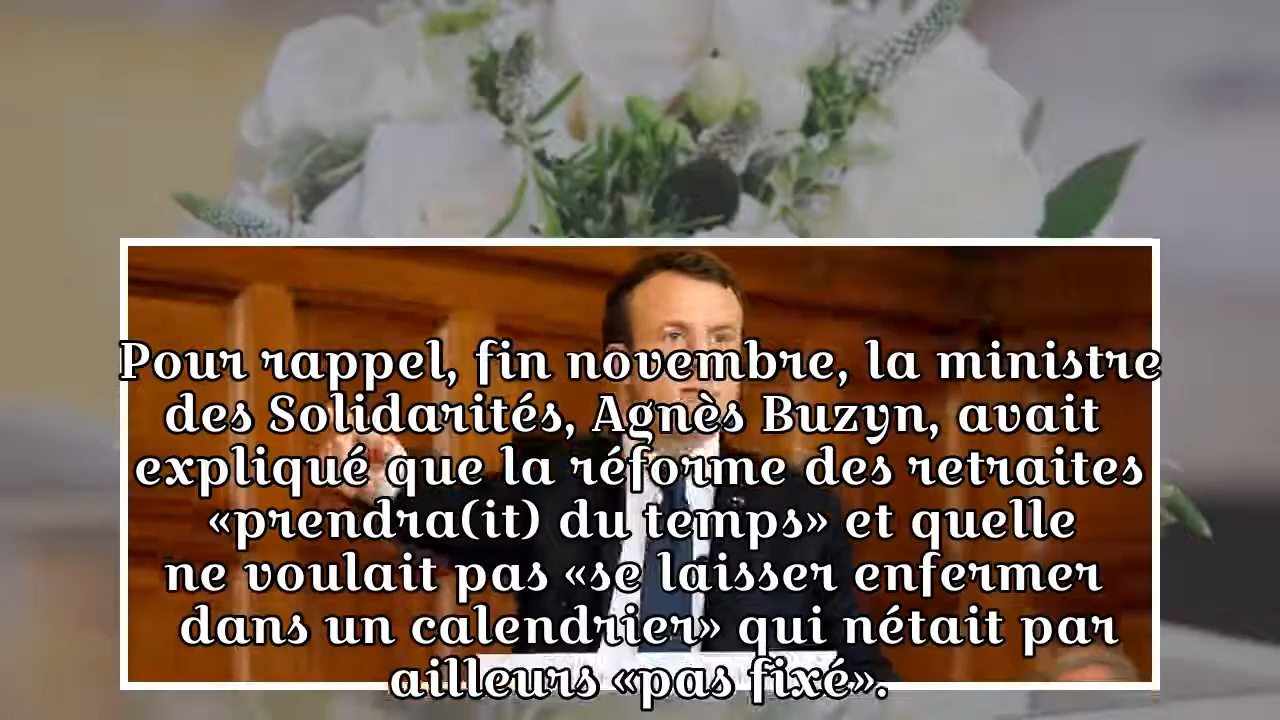 Pour rappel, fin novembre, la ministre
des Solidarités, Agnès Buzyn, avait
expliqué que la réforme des retraites
«prendra(it) du temps» et quelle
ne voulait pas «se laisser enfermer
dans un calendrier» qui nétait par
ailleurs «pas fixé».